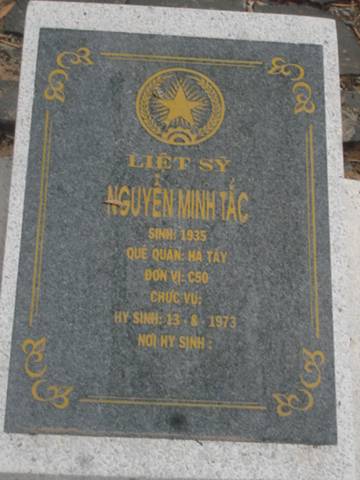 LIỆT SỸ
NGUYỄN MINH TẮC
SINH: 1935
QUÊ QUÁN: HÀ TÂY
ĐƠN VỊ: C50
CHỨC VỤ:
HY SINH: 13 - 8 - 1973
NƠI HY SINH :